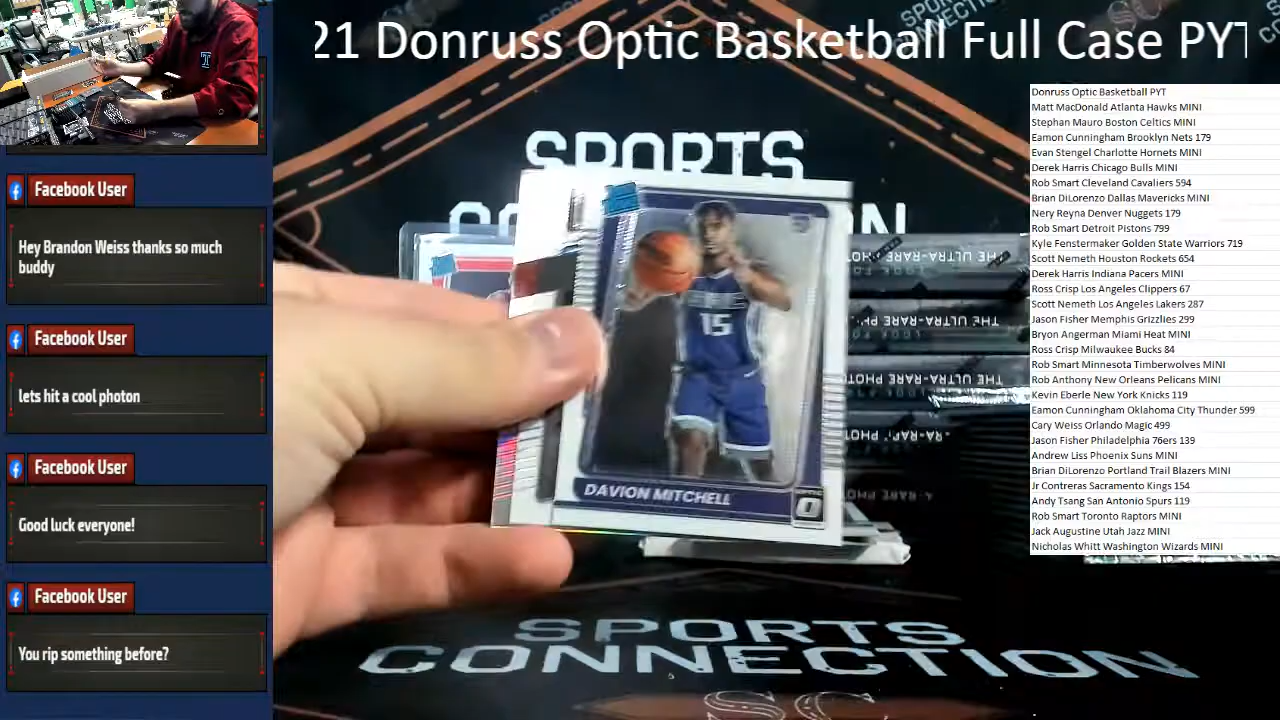 21 Donruss Optic Basketball Full Case PYT
Facebook User
Hey Brandon Weiss thanks so much
buddy
Facebook User
lets hit a cool photon
Facebook User
Good luck everyone!
Facebook User
You rip something before?
SPORTS
15
DAVION MITCHELL
OPTIC
THE ULTRA-RARE PHOT
SPORTS
CONNECTION
SC
Donruss Optic Basketball PYT
Matt MacDonald Atlanta Hawks MINI
Stephan Mauro Boston Celtics MINI
Eamon Cunningham Brooklyn Nets 179
Evan Stengel Charlotte Hornets MINI
Derek Harris Chicago Bulls MINI
Rob Smart Cleveland Cavaliers 594
Brian DiLorenzo Dallas Mavericks MINI
Nery Reyna Denver Nuggets 179
Rob Smart Detroit Pistons 799
Kyle Fenstermaker Golden State Warriors 719
Scott Nemeth Houston Rockets 654
Derek Harris Indiana Pacers MINI
Ross Crisp Los Angeles Clippers 67
Scott Nemeth Los Angeles Lakers 287
Jason Fisher Memphis Grizzlies 299
Bryon Angerman Miami Heat MINI
Ross Crisp Milwaukee Bucks 84
Rob Smart Minnesota Timberwolves MINI
Rob Anthony New Orleans Pelicans MINI
Kevin Eberle New York Knicks 119
Eamon Cunningham Oklahoma City Thunder 599
Cary Weiss Orlando Magic 499
Jason Fisher Philadelphia 76ers 139
Andrew Liss Phoenix Suns MINI
Brian DiLorenzo Portland Trail Blazers MINI
Jr Contreras Sacramento Kings 154
Andy Tsang San Antonio Spurs 119
Rob Smart Toronto Raptors MINI
Jack Augustine Utah Jazz MINI
Nicholas Whitt Washington Wizards MINI